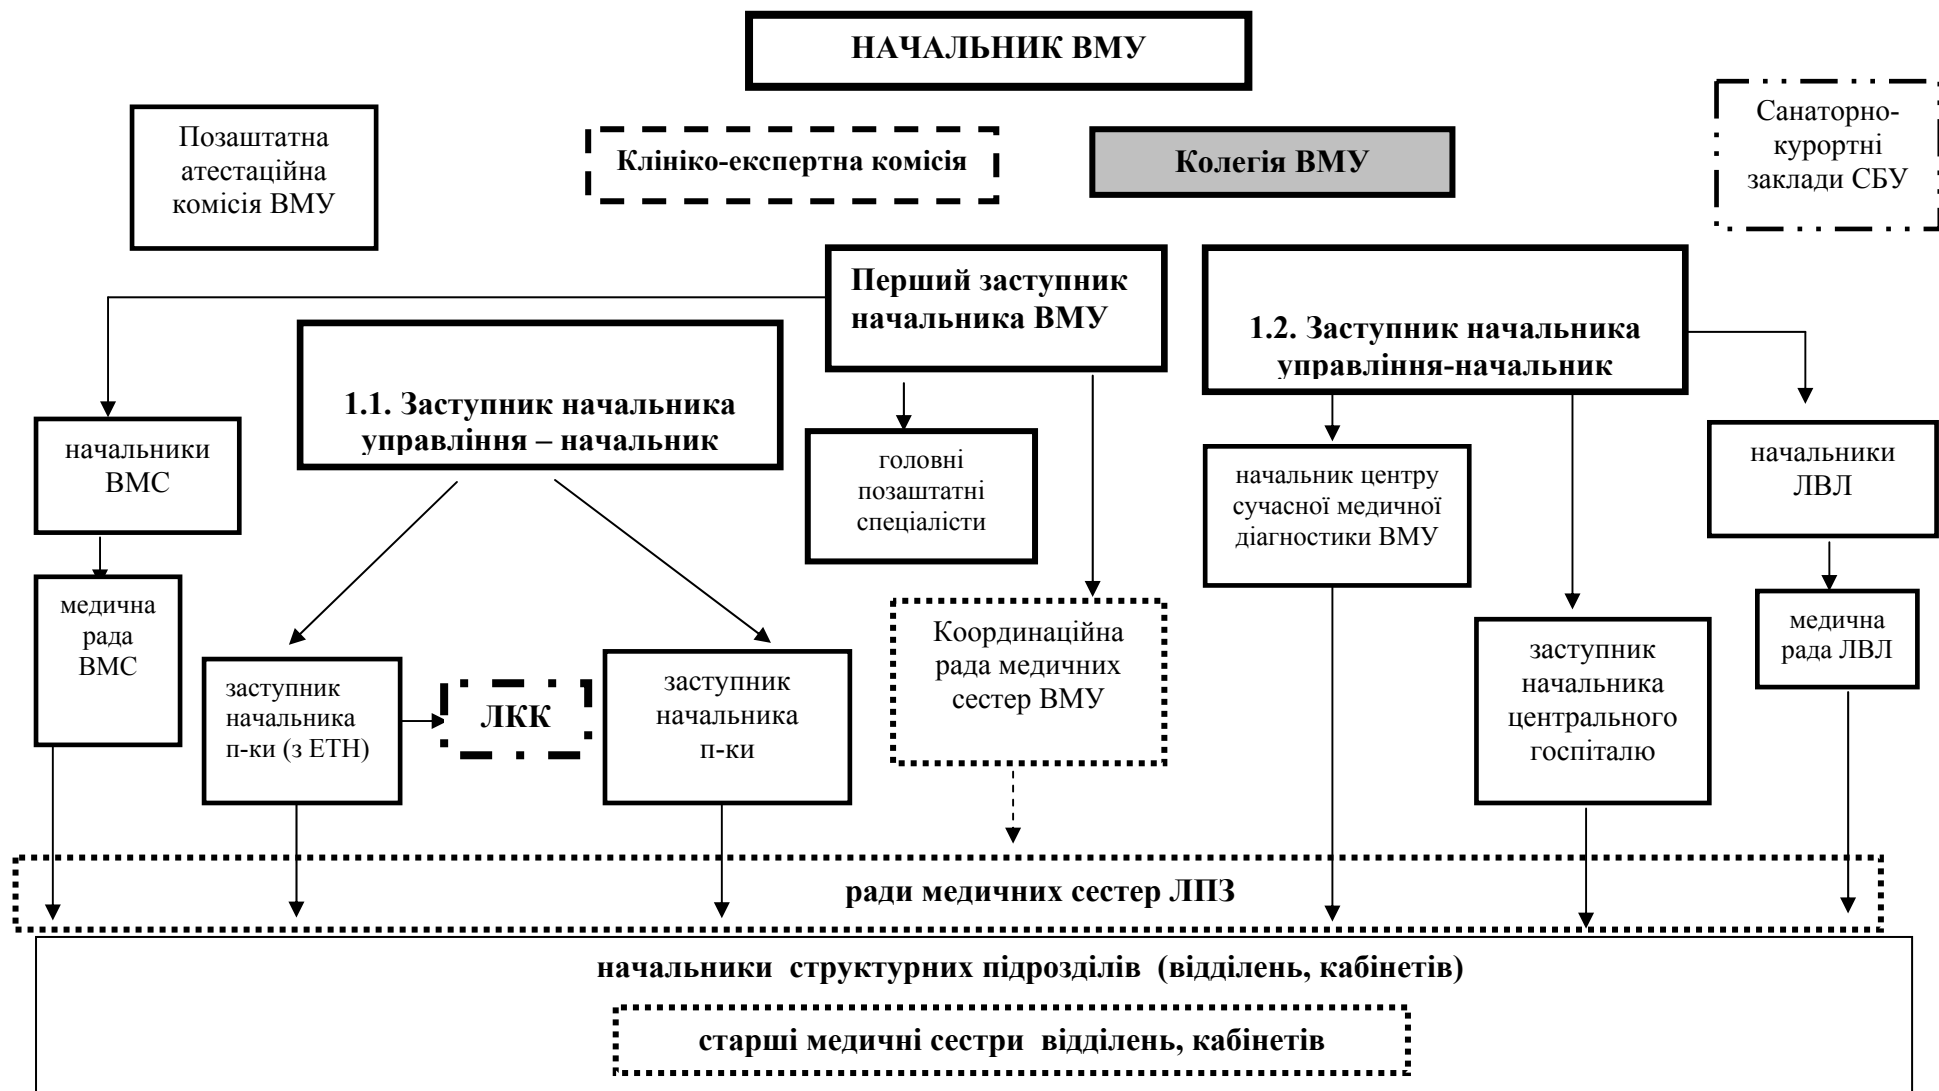 НАЧАЛЬНИК ВМУ
Позаштатна
атестаційна
комісія ВМУ
Клініко-експертна комісія
Колегія ВМУ
Санаторно-
курортні
заклади СБУ
Перший заступник
начальника ВМУ
1.1. Заступник начальника
управління – начальник
1.2. Заступник начальника
управління-начальник
начальники
ВМС
головні
позаштатні
спеціалісти
начальник центру
сучасної медичної
діагностики ВМУ
начальники
ЛВЛ
медична
рада
ВМС
заступник
начальника
п-ки (з ЕТН)
ЛКК
заступник
начальника
п-ки
Координаційна
рада медичних
сестер ВМУ
заступник
начальника
центрального
госпіталю
медична
рада ЛВЛ
ради медичних сестер ЛПЗ
начальники структурних підрозділів (відділень, кабінетів)
старші медичні сестри відділень, кабінетів